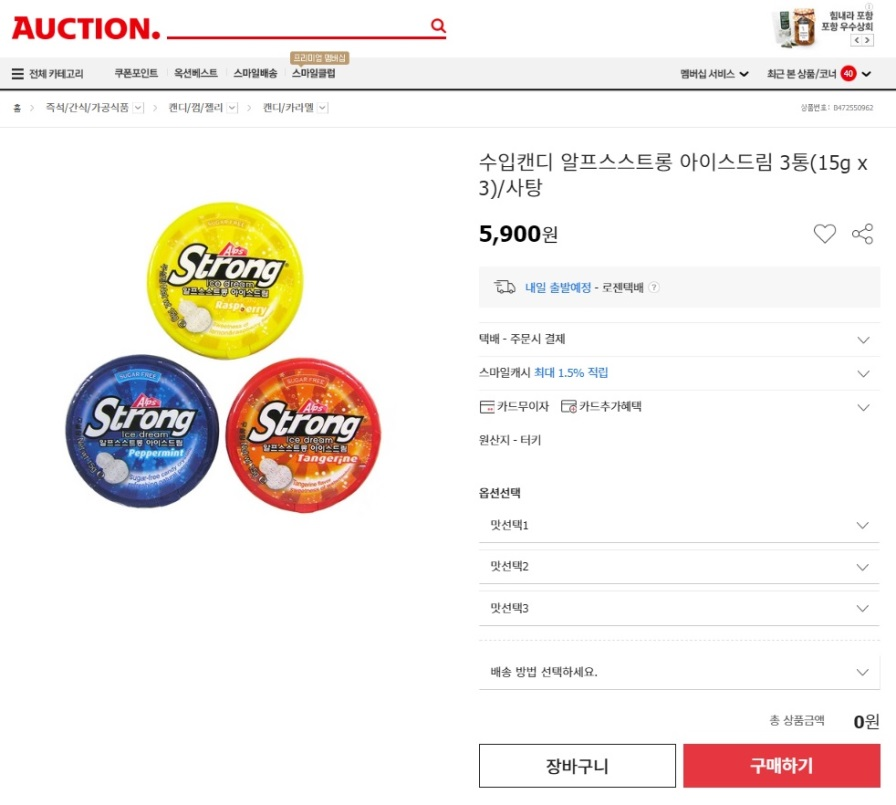 AUCTION.
힘내라 포항
포항 우수상회
프리미엄 멤버십
전체 카테고리
쿠폰포인트
옥션베스트
스마일배송
스마일클럽
멤버십 서비스
최근 본 상품/코너 40
홈 > 즉석/간식/가공식품 > 캔디/껌/젤리 > 캔디/카라멜
상품번호 : D472550962
수입캔디 알프스스트롱 아이스드림 3통(15g x
3)/사탕
5,900원
내일 출발예정 - 로젠택배 ?
택배 - 주문시 결제
스마일캐시 최대 1.5% 적립
카드무이자 카드추가혜택
원산지 - 터키
옵션선택
맛선택1
맛선택2
맛선택3
배송 방법 선택하세요.
총 상품금액 0원
장바구니
구매하기
SUGAR FREE
Alps
Strong
Ice dream
알프스스트롱 아이스드림
Raspberry
SUGAR FREE
Alps
Strong
Ice dream
알프스스트롱 아이스드림
Peppermint
Sugar-free candy
SUGAR FREE
Alps
Strong
Ice dream
알프스스트롱 아이스드림
Tangerine